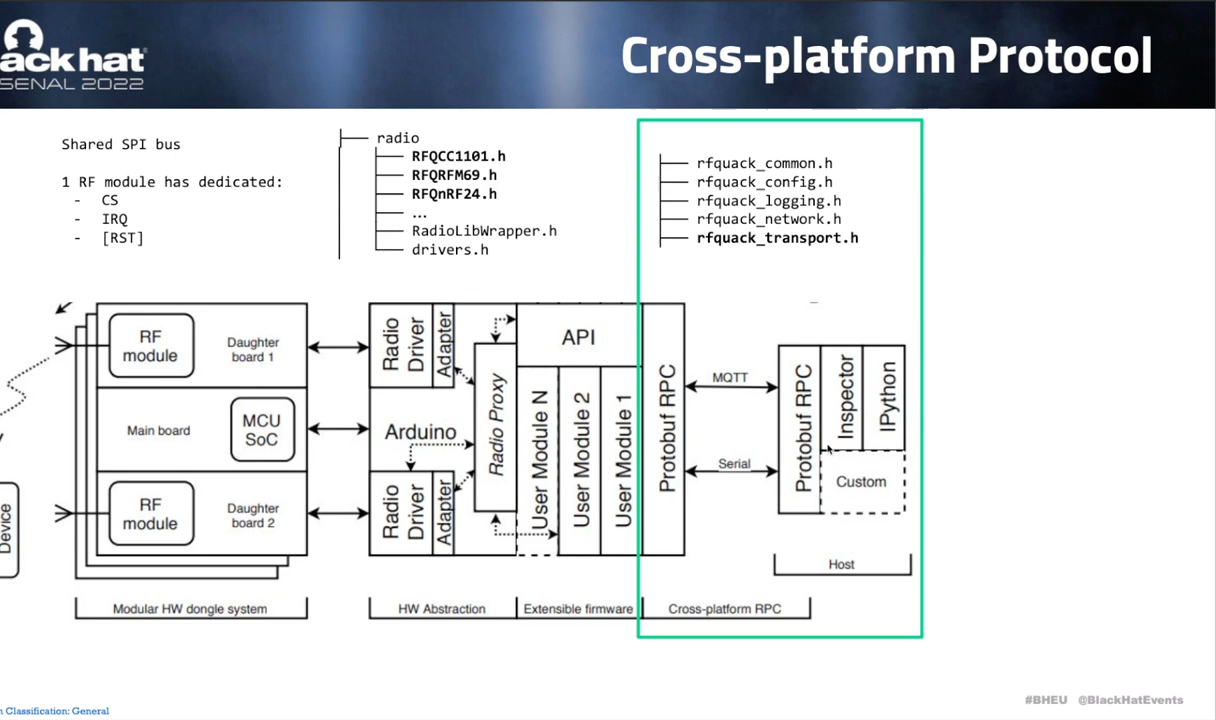 ack hat
SENAL 2022
Cross-platform Protocol
Shared SPI bus
1 RF module has dedicated:
- CS
- IRQ
- [RST]
radio
RFQCC1101.h
RFQRFM69.h
RFQnRF24.h
...
RadioLibWrapper.h
drivers.h
rfquack_common.h
rfquack_config.h
rfquack_logging.h
rfquack_network.h
rfquack_transport.h
Device
RF
module
Daughter
board 1
Main board
MCU
SoC
RF
module
Daughter
board 2
Modular HW dongle system
Radio
Driver
Adapter
Arduino
Radio
Driver
Adapter
Radio Proxy
HW Abstraction
API
User Module N
User Module 2
User Module 1
Extensible firmware
Protobuf RPC
MQTT
Serial
Cross-platform RPC
Protobuf RPC
Inspector
IPython
Custom
Host
#BHEU @BlackHatEvents
n Classification: General